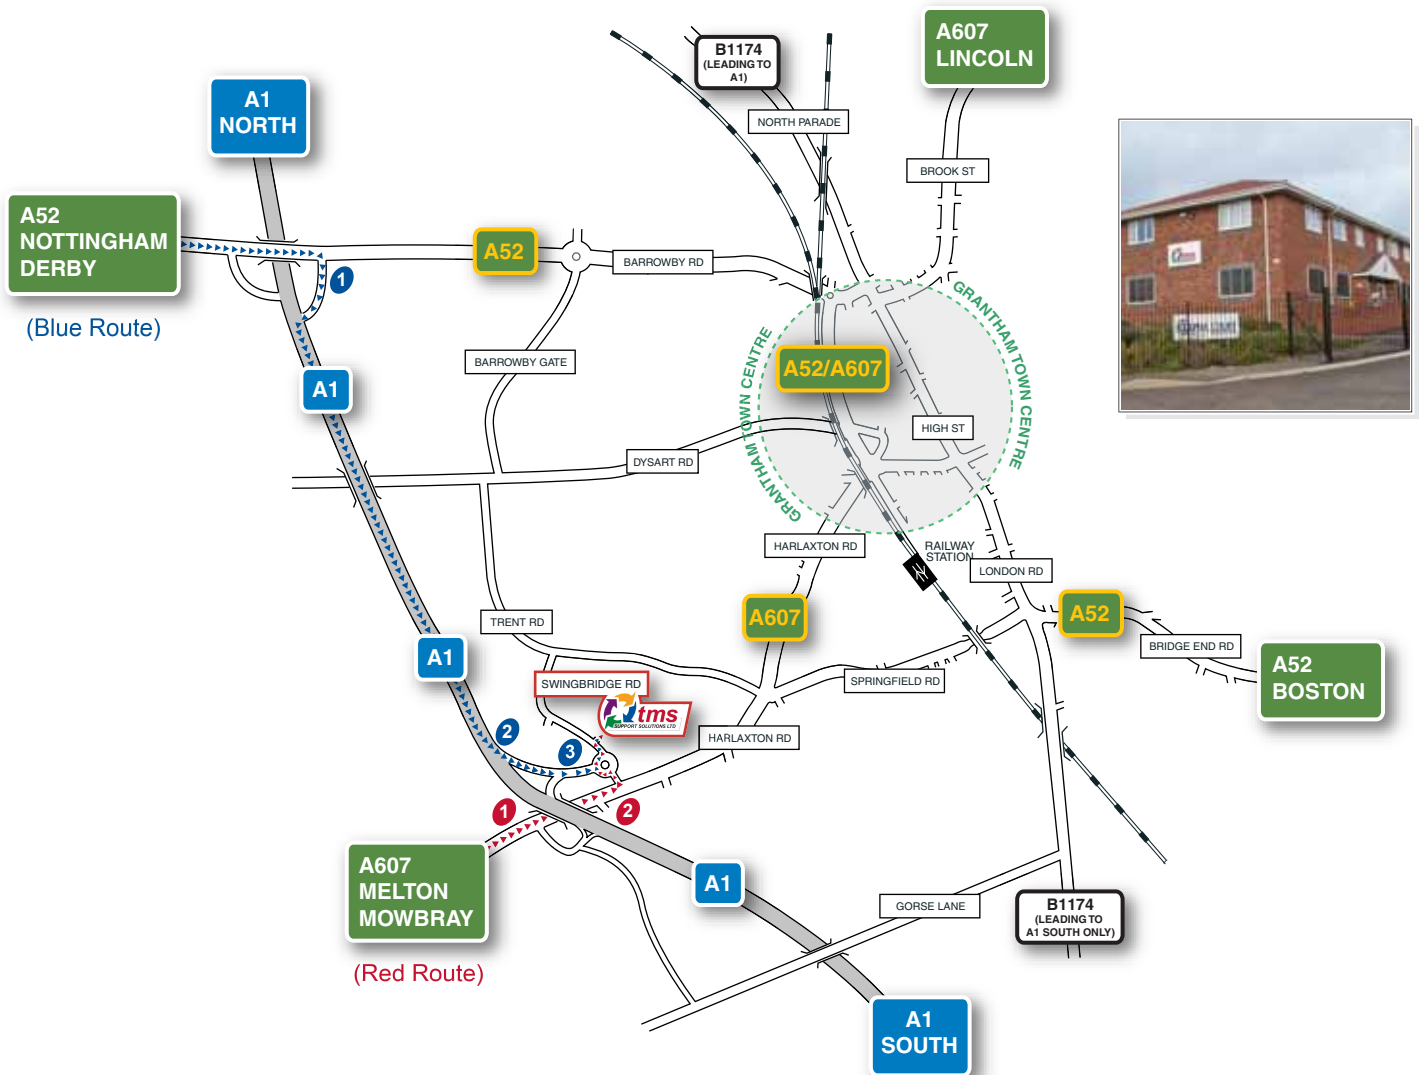 B1174
(LEADING TO
A1)
A607
LINCOLN
A1
NORTH
NORTH PARADE
BROOK ST
A52
NOTTINGHAM
DERBY
(Blue Route)
1
A52
BARROWBY RD
GRANTHAM TOWN CENTRE
GRANTHAM TOWN CENTRE
BARROWBY GATE
A52/A607
A1
HIGH ST
DYSART RD
HARLAXTON RD
RAILWAY
STATION
LONDON RD
A607
A52
TRENT RD
BRIDGE END RD
A1
SWINGBRIDGE RD
SPRINGFIELD RD
A52
BOSTON
tms
SUPPORT SOLUTIONS LTD
HARLAXTON RD
2
3
1
2
A607
MELTON
MOWBRAY
(Red Route)
A1
GORSE LANE
B1174
(LEADING TO
A1 SOUTH ONLY)
A1
SOUTH